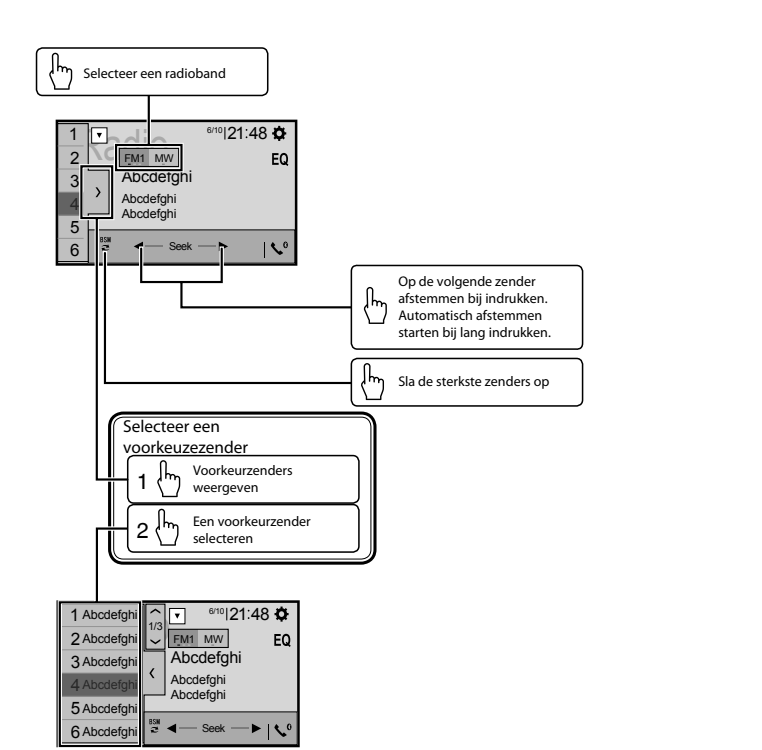 Selecteer een radioband
1
2
3
4
5
6
Radio
6/10|21:48
FM1 MW
EQ
Abcdefghi
Abcdefghi
Abcdefghi
BSM
Seek
Op de volgende zender
afstemmen bij indrukken.
Automatisch afstemmen
starten bij lang indrukken.
Sla de sterkste zenders op
Selecteer een
voorkeuzezender
1 Voorkeurzenders
weergeven
2 Een voorkeurzender
selecteren
1 Abcdefghi
2 Abcdefghi
3 Abcdefghi
4 Abcdefghi
5 Abcdefghi
6 Abcdefghi
1/3
6/10|21:48
FM1 MW
EQ
Abcdefghi
Abcdefghi
Abcdefghi
BSM
Seek